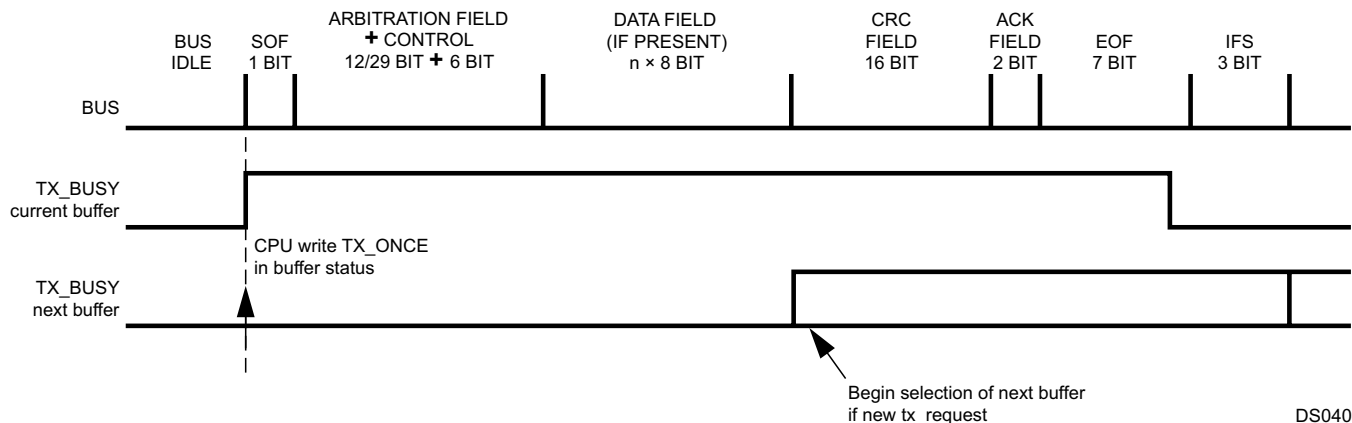 BUS
IDLE
SOF
1 BIT
ARBITRATION FIELD
+ CONTROL
12/29 BIT + 6 BIT
DATA FIELD
(IF PRESENT)
n × 8 BIT
CRC
FIELD
16 BIT
ACK
FIELD
2 BIT
EOF
7 BIT
IFS
3 BIT
BUS
TX_BUSY
current buffer
CPU write TX_ONCE
in buffer status
TX_BUSY
next buffer
Begin selection of next buffer
if new tx_request
DS040